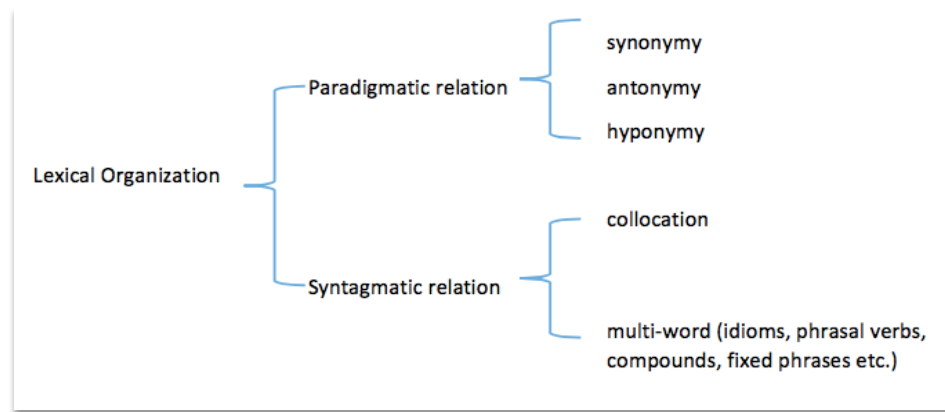 synonymy
Paradigmatic relation
antonymy
hyponymy
Lexical Organization
collocation
Syntagmatic relation
multi-word (idioms, phrasal verbs,
compounds, fixed phrases etc.)